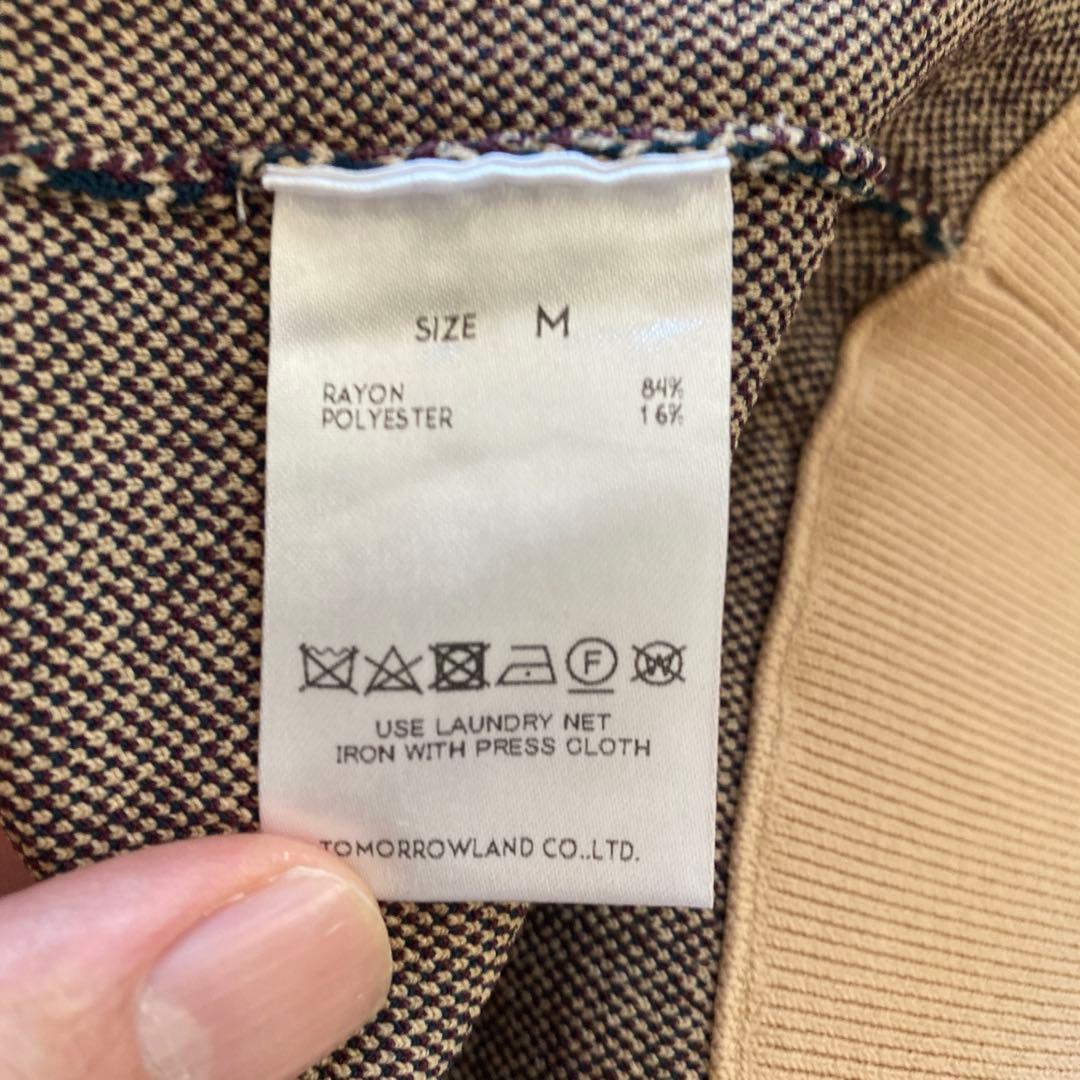 SIZE M
RAYON 84%
POLYESTER 16%
F W
USE LAUNDRY NET
IRON WITH PRESS CLOTH
TOMORROWLAND CO.,LTD.